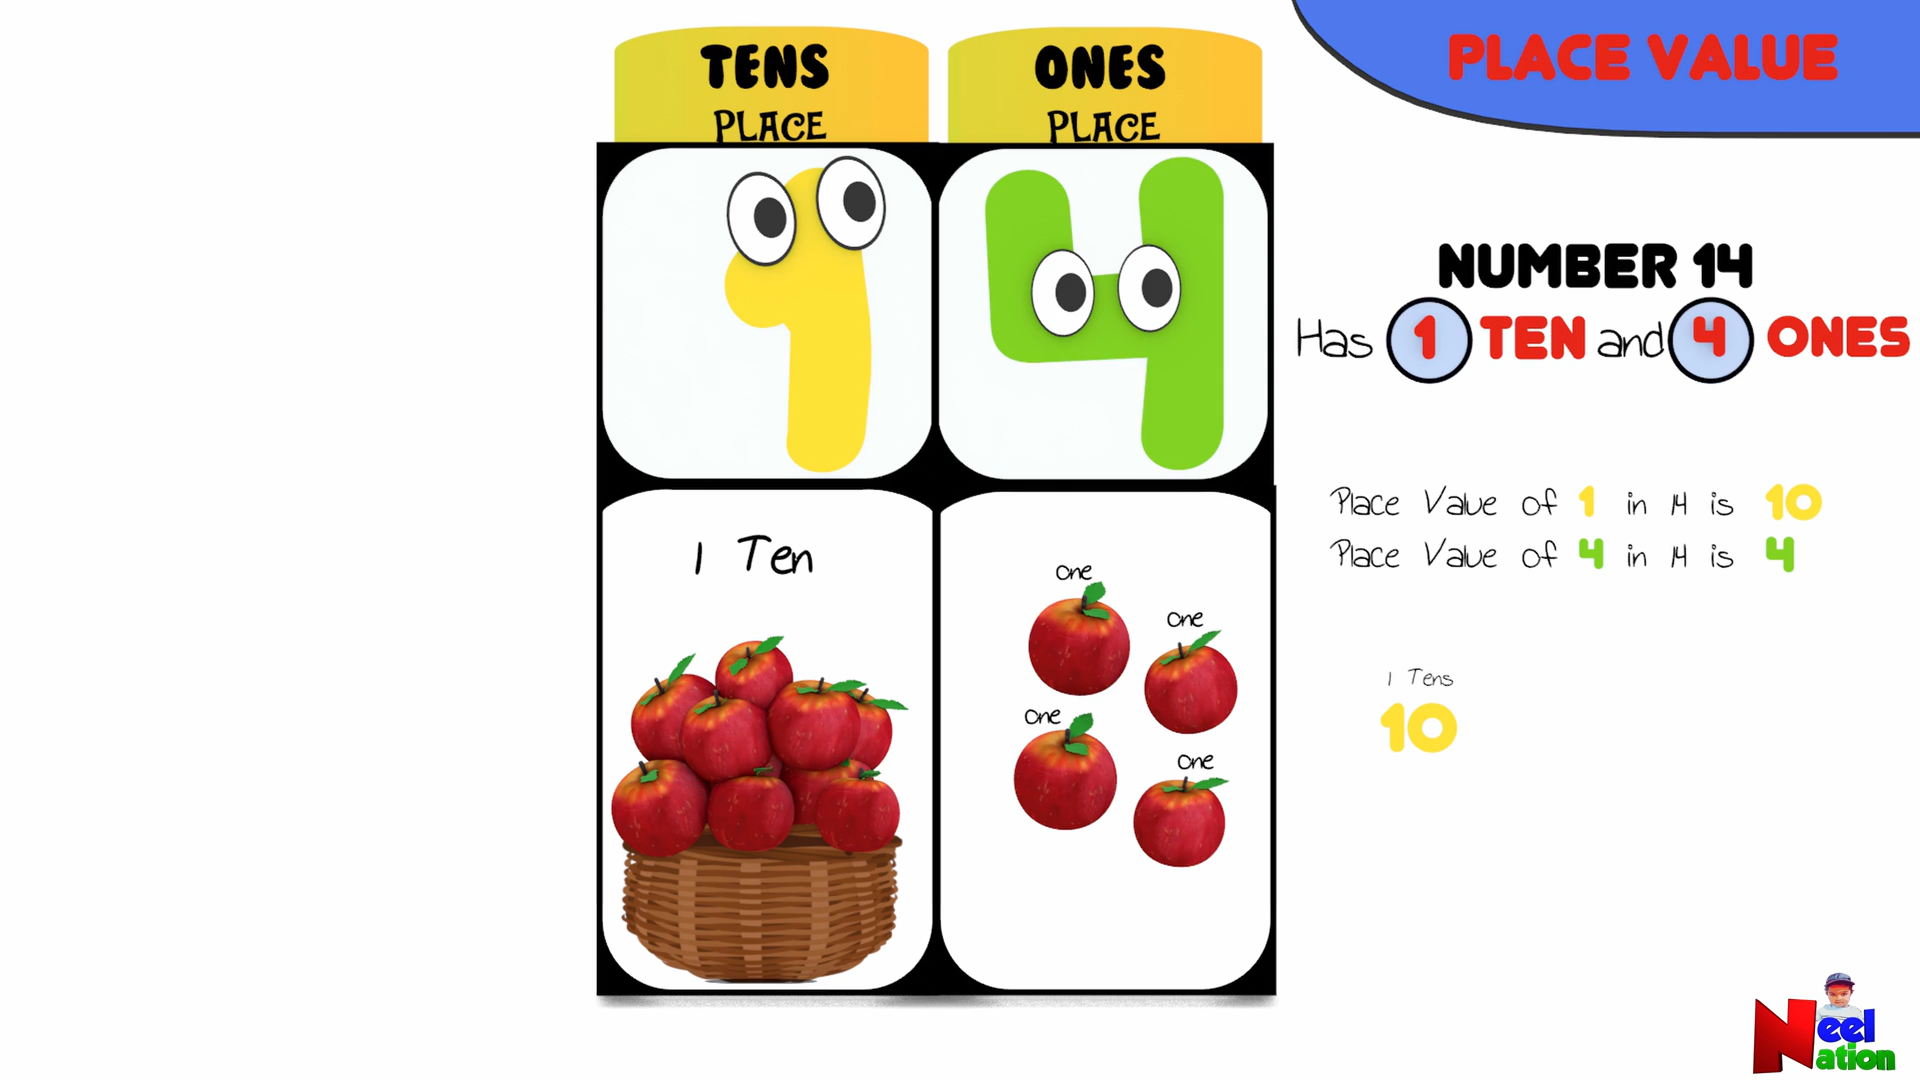 TENS
PLACE
ONES
PLACE
PLACE VALUE
1
4
NUMBER 14
Has 1 TEN and 4 ONES
Place Value of 1 in 14 is 10
Place Value of 4 in 14 is 4
1 Ten
One
One
One
One
1 Tens
10
Neel
Nation